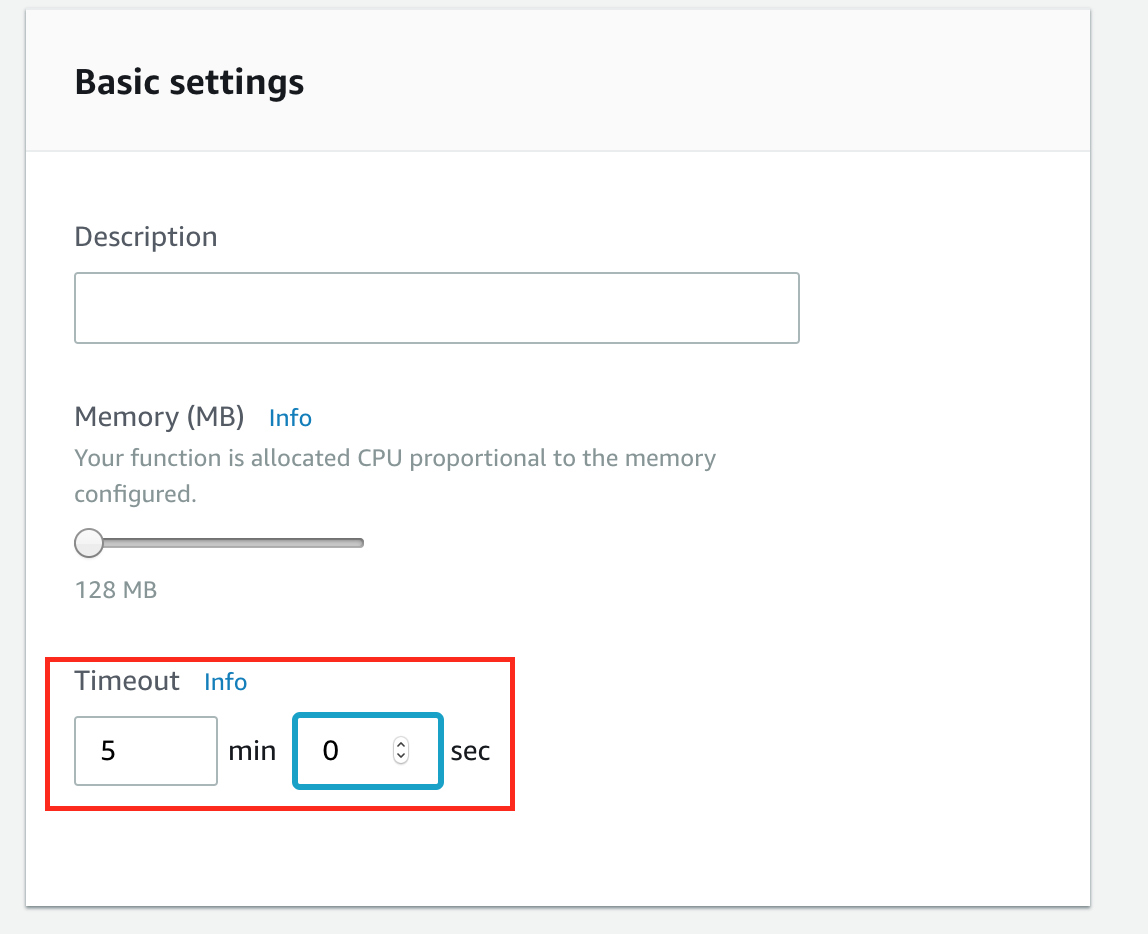 Basic settings
Description
Memory (MB) Info
Your function is allocated CPU proportional to the memory
configured.
128 MB
Timeout Info
5 min 0 sec